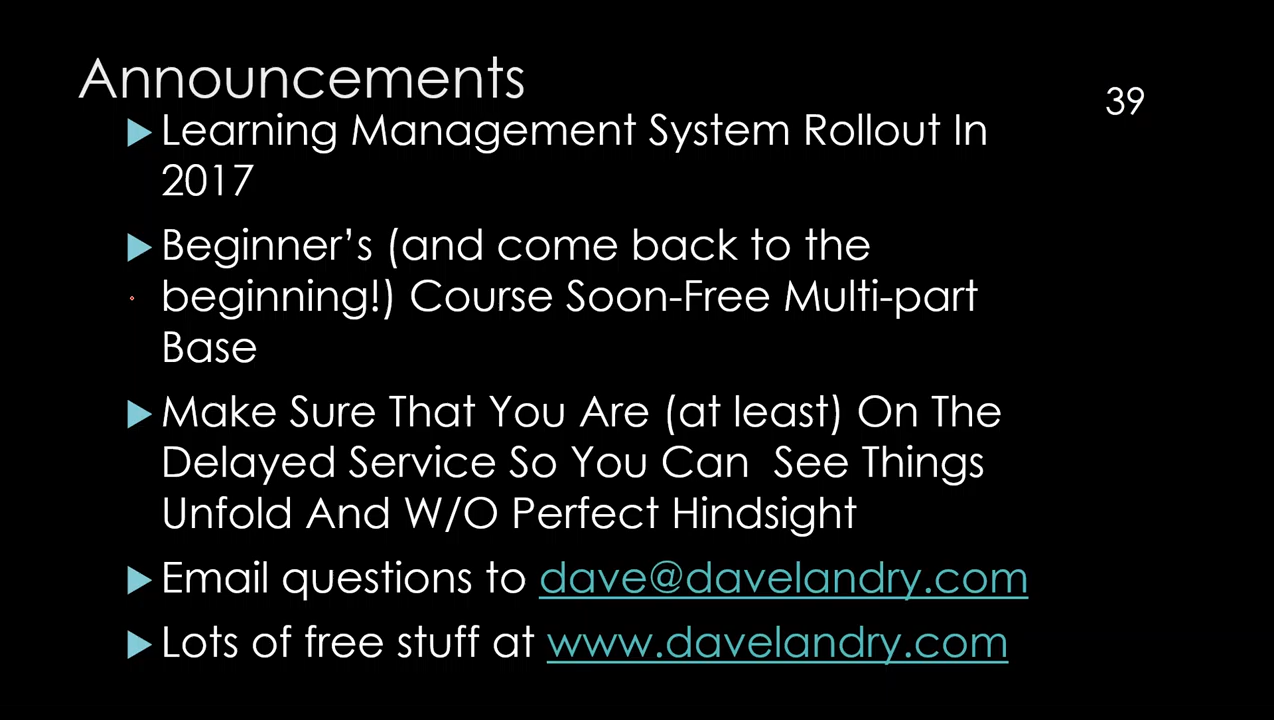 Announcements
39
▶Learning Management System Rollout In
2017
▶Beginner’s (and come back to the
beginning!) Course Soon-Free Multi-part
Base
▶Make Sure That You Are (at least) On The
Delayed Service So You Can  See Things
Unfold And W/O Perfect Hindsight
▶Email questions to dave@davelandry.com
▶Lots of free stuff at www.davelandry.com